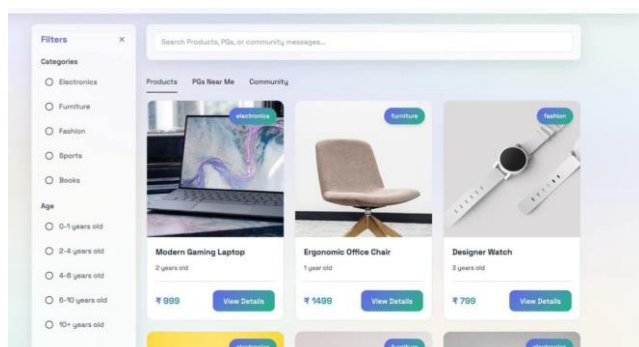 Filters ×
Categories
Electronics
Furniture
Fashion
Sports
Books
Age
0-1 years old
2-4 years old
4-6 years old
6-10 years old
10+ years old
Search Products, PGs, or community messages...
Products PGs Near Me Community
electronics
Modern Gaming Laptop
2 years old
₹ 999 View Details
furniture
Ergonomic Office Chair
1 year old
₹ 1499 View Details
fashion
Designer Watch
3 years old
₹ 799 View Details